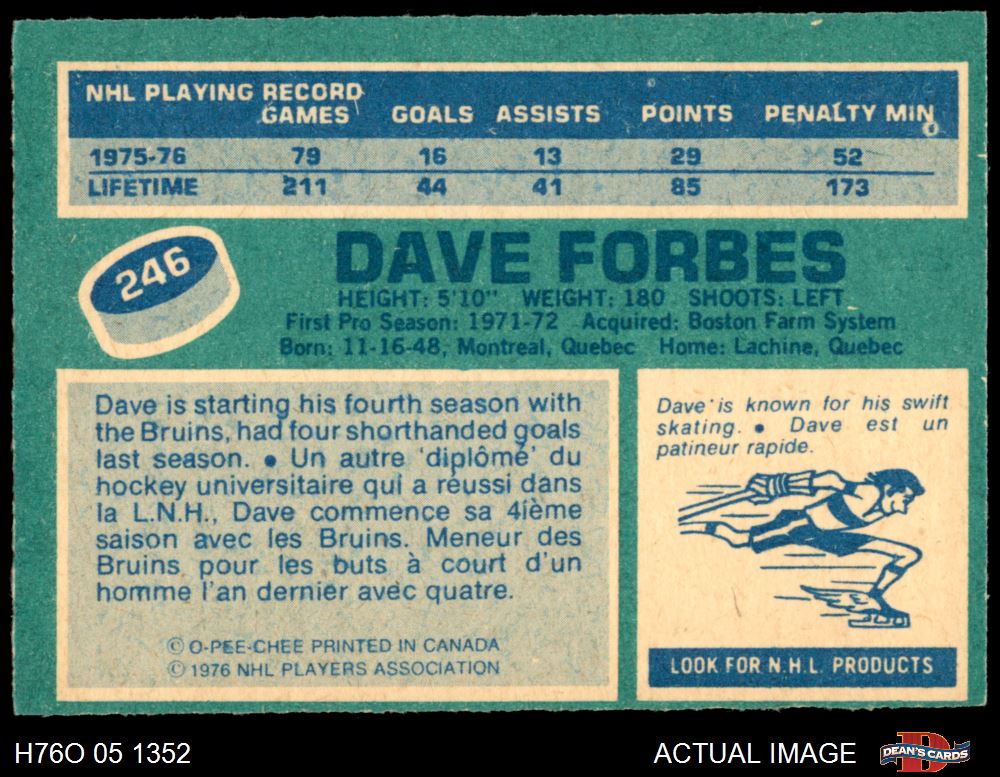 NHL PLAYING RECORD
GAMES GOALS ASSISTS POINTS PENALTY MIN
1975-76 79 16 13 29 52
LIFETIME 211 44 41 85 173
246
DAVE FORBES
HEIGHT: 5'10" WEIGHT: 180 SHOOTS: LEFT
First Pro Season: 1971-72 Acquired: Boston Farm System
Born: 11-16-48, Montreal, Quebec Home: Lachine, Quebec
Dave is starting his fourth season with
the Bruins, had four shorthanded goals
last season. • Un autre 'diplômé' du
hockey universitaire qui a réussi dans
la L.N.H., Dave commence sa 4ième
saison avec les Bruins. Meneur des
Bruins pour les buts à court d'un
homme l'an dernier avec quatre.
© O-PEE-CHEE PRINTED IN CANADA
© 1976 NHL PLAYERS ASSOCIATION
Dave is known for his swift
skating. • Dave est un
patineur rapide.
LOOK FOR N.H.L. PRODUCTS
H76O 05 1352
ACTUAL IMAGE
DEAN'S CARDS